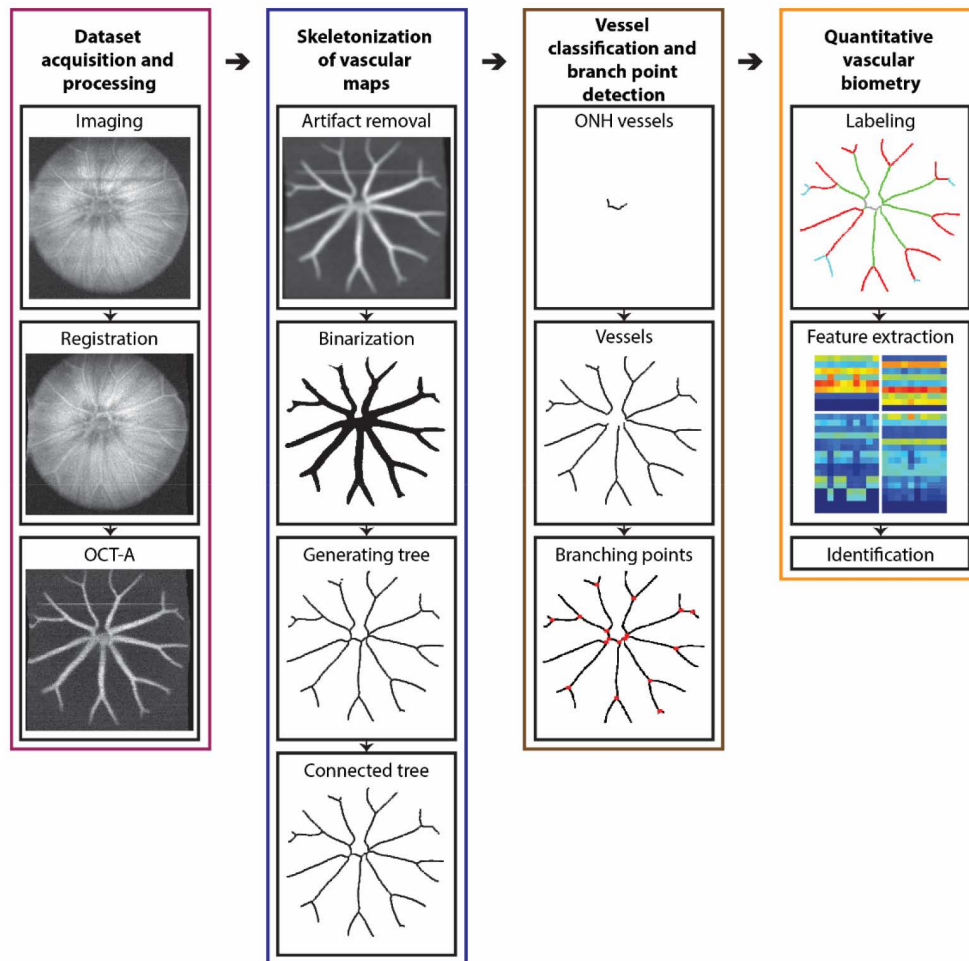 Dataset
acquisition and
processing
Imaging
Registration
OCT-A
Skeletonization
of vascular
maps
Artifact removal
Binarization
Generating tree
Connected tree
Vessel
classification and
branch point
detection
ONH vessels
Vessels
Branching points
Quantitative
vascular
biometry
Labeling
Feature extraction
Identification